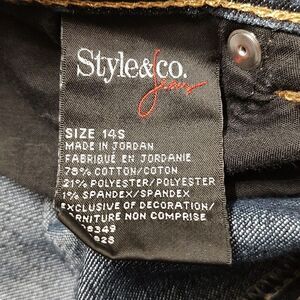 Style&co.
Jeans
SIZE 14S
MADE IN JORDAN
FABRIQUÉ EN JORDANIE
78% COTTON/COTON
21% POLYESTER/POLYESTER
1% SPANDEX/SPANDEX
EXCLUSIVE OF DECORATION/
ORNITURE NON COMPRISE